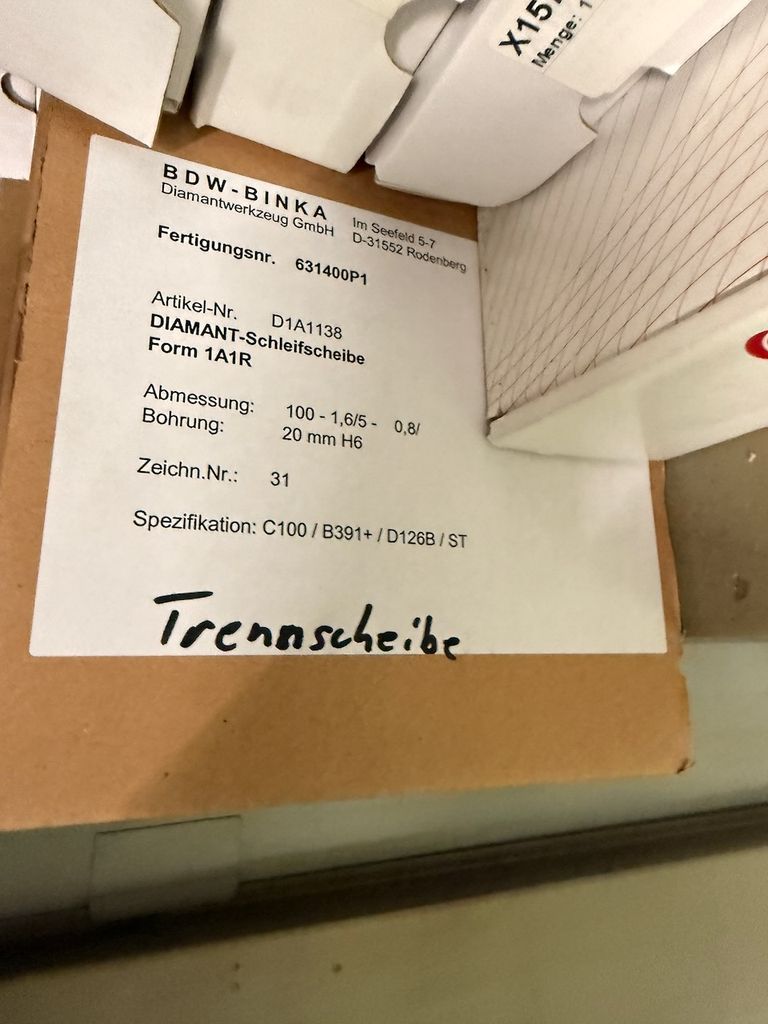 X15
Menge: 1
BDW-BINKA
Diamantwerkzeug GmbH
Im Seefeld 5-7
D-31552 Rodenberg
Fertigungsnr. 631400P1
Artikel-Nr. D1A1138
DIAMANT-Schleifscheibe
Form 1A1R
Abmessung: 100 - 1,6/5 - 0,8/
Bohrung: 20 mm H6
Zeichn.Nr.: 31
Spezifikation: C100 / B391+ / D126B / ST
Trennscheibe